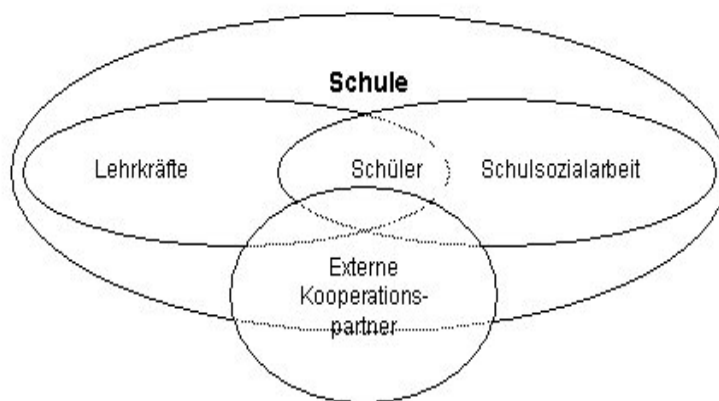 Schule
Lehrkräfte
Schüler
Schulsozialarbeit
Externe
Kooperations-
partner